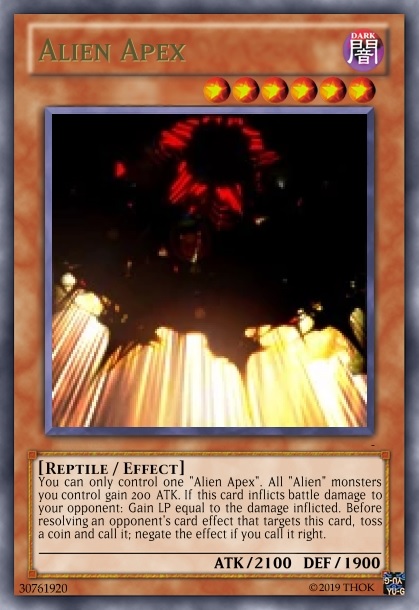 ALIEN APEX
DARK
闇
[REPTILE / EFFECT]
You can only control one "Alien Apex". All "Alien" monsters
you control gain 200 ATK. If this card inflicts battle damage to
your opponent: Gain LP equal to the damage inflicted. Before
resolving an opponent's card effect that targets this card, toss
a coin and call it; negate the effect if you call it right.
ATK/2100 DEF/1900
30761920
©2019 THOK